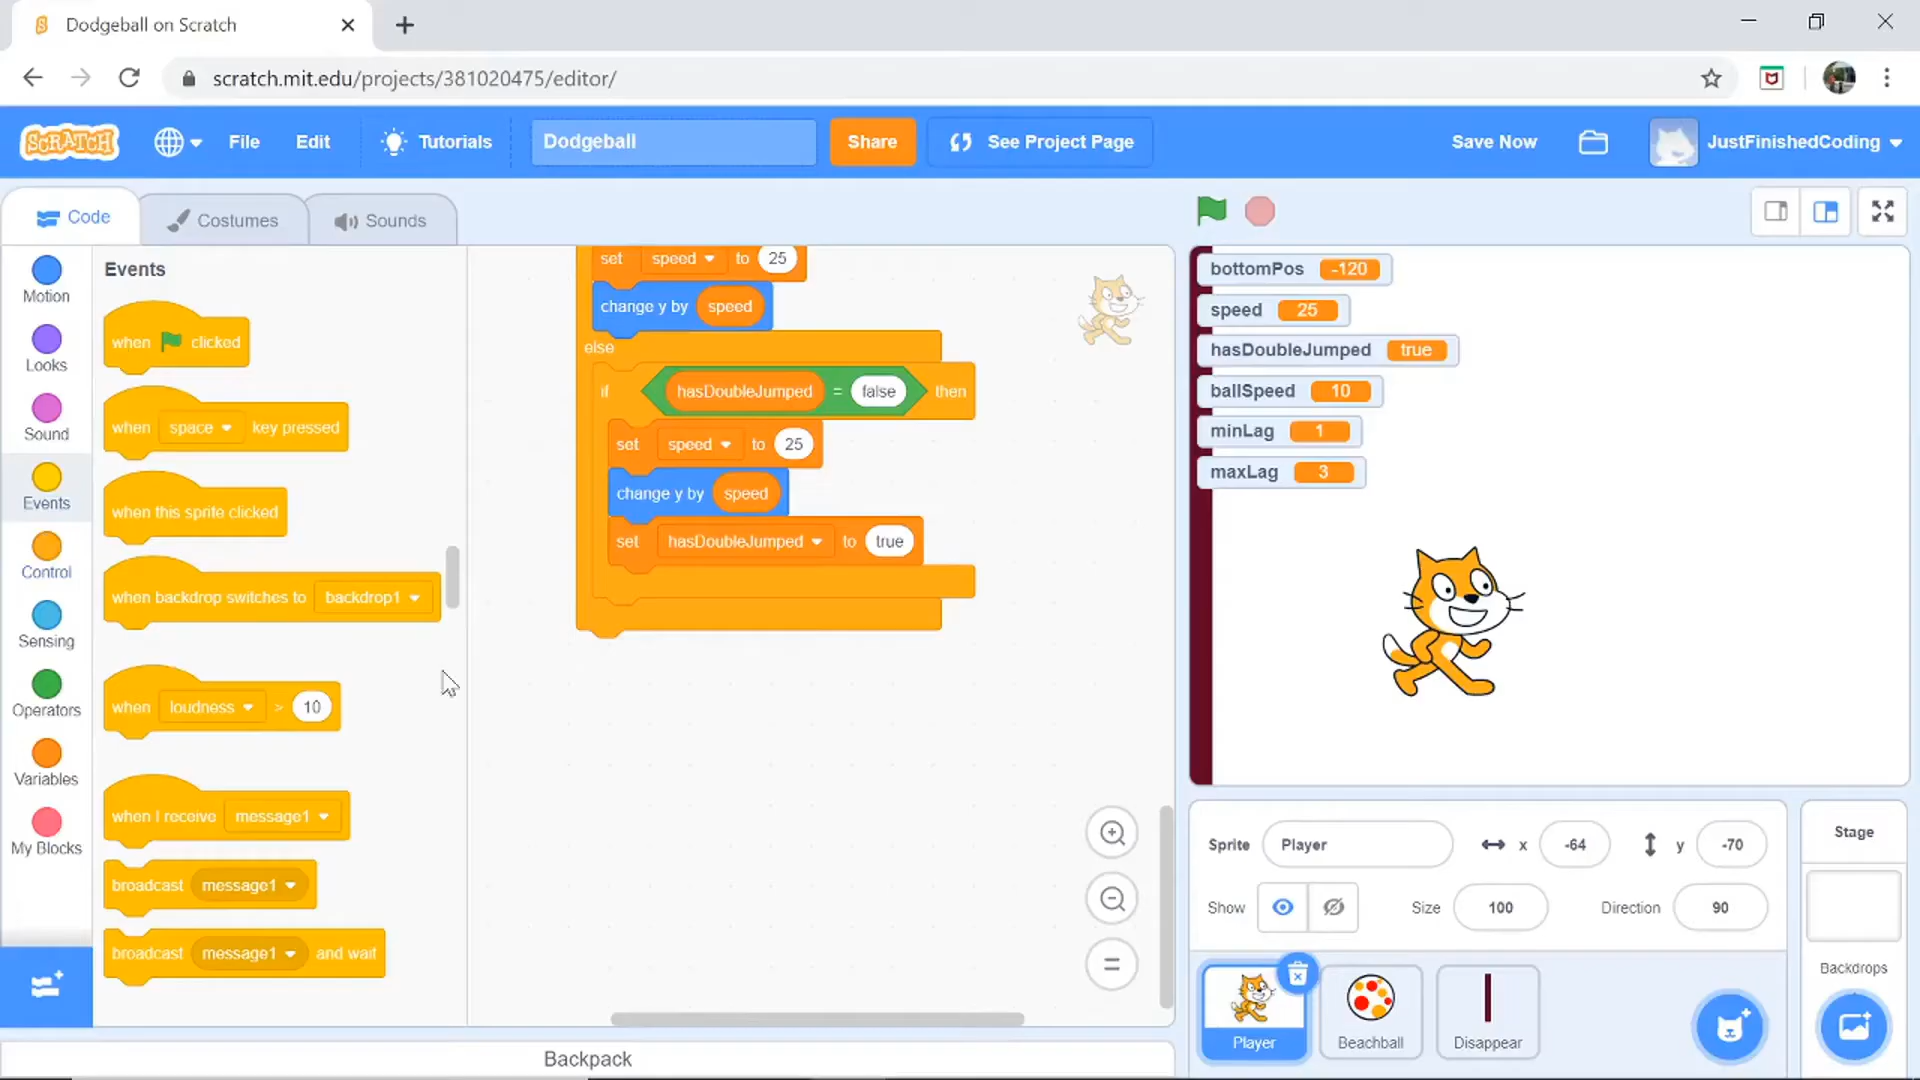 Dodgeball on Scratch
scratch.mit.edu/projects/381020475/editor/
SCRATCH
File
Edit
Tutorials
Dodgeball
Share
See Project Page
Save Now
JustFinishedCoding
Code
Costumes
Sounds
Motion
Looks
Sound
Events
Control
Sensing
Operators
Variables
My Blocks
Events
when clicked
when space key pressed
when this sprite clicked
when backdrop switches to backdrop1
when loudness > 10
when I receive message1
broadcast message1
broadcast message1 and wait
set speed to 25
change y by speed
else
if hasDoubleJumped = false then
set speed to 25
change y by speed
set hasDoubleJumped to true
Backpack
bottomPos -120
speed 25
hasDoubleJumped true
ballSpeed 10
minLag 1
maxLag 3
Sprite Player x -64 y -70
Show Size 100 Direction 90
Player
Beachball
Disappear
Stage
Backdrops